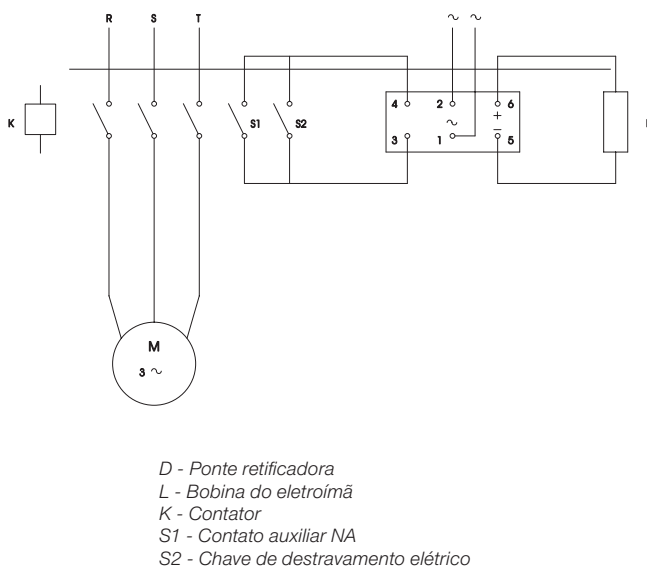 R S T ~ ~
4 2 6
K S1 S2 ~ +
3 1 − 5
M
3 ~
D - Ponte retificadora
L - Bobina do eletroímã
K - Contator
S1 - Contato auxiliar NA
S2 - Chave de destravamento elétrico